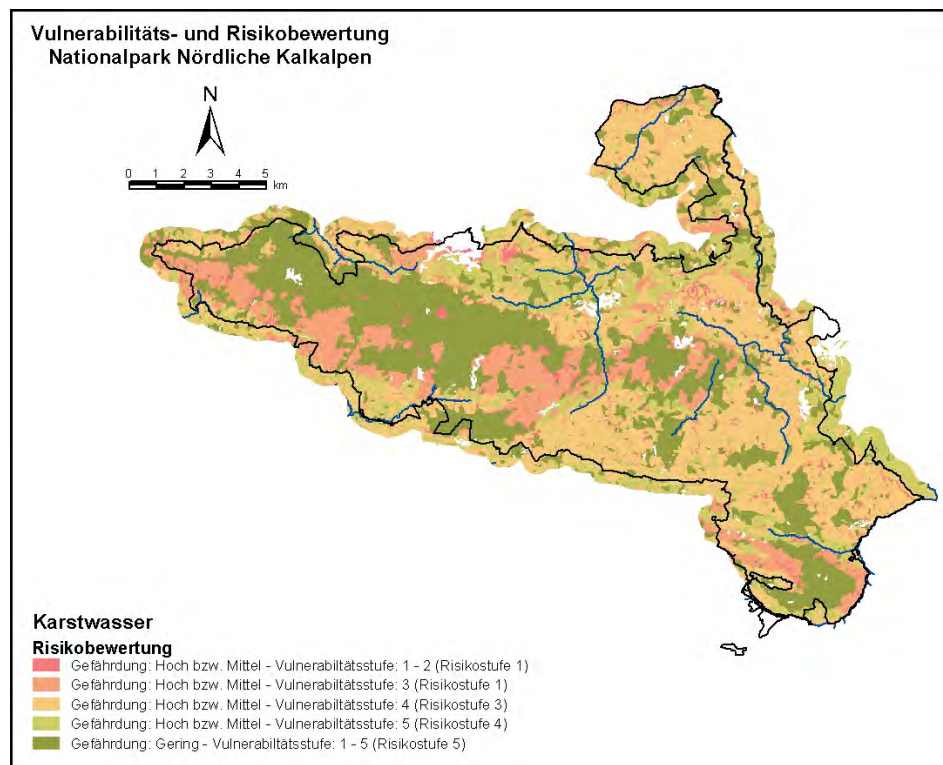 Vulnerabilitäts- und Risikobewertung
Nationalpark Nördliche Kalkalpen
N
0 1 2 3 4 5
km
Karstwasser
Risikobewertung
Gefährdung: Hoch bzw. Mittel - Vulnerabiltätsstufe: 1 - 2 (Risikostufe 1)
Gefährdung: Hoch bzw. Mittel - Vulnerabiltätsstufe: 3 (Risikostufe 1)
Gefährdung: Hoch bzw. Mittel - Vulnerabiltätsstufe: 4 (Risikostufe 3)
Gefährdung: Hoch bzw. Mittel - Vulnerabiltätsstufe: 5 (Risikostufe 4)
Gefährdung: Gering - Vulnerabiltätsstufe: 1 - 5 (Risikostufe 5)